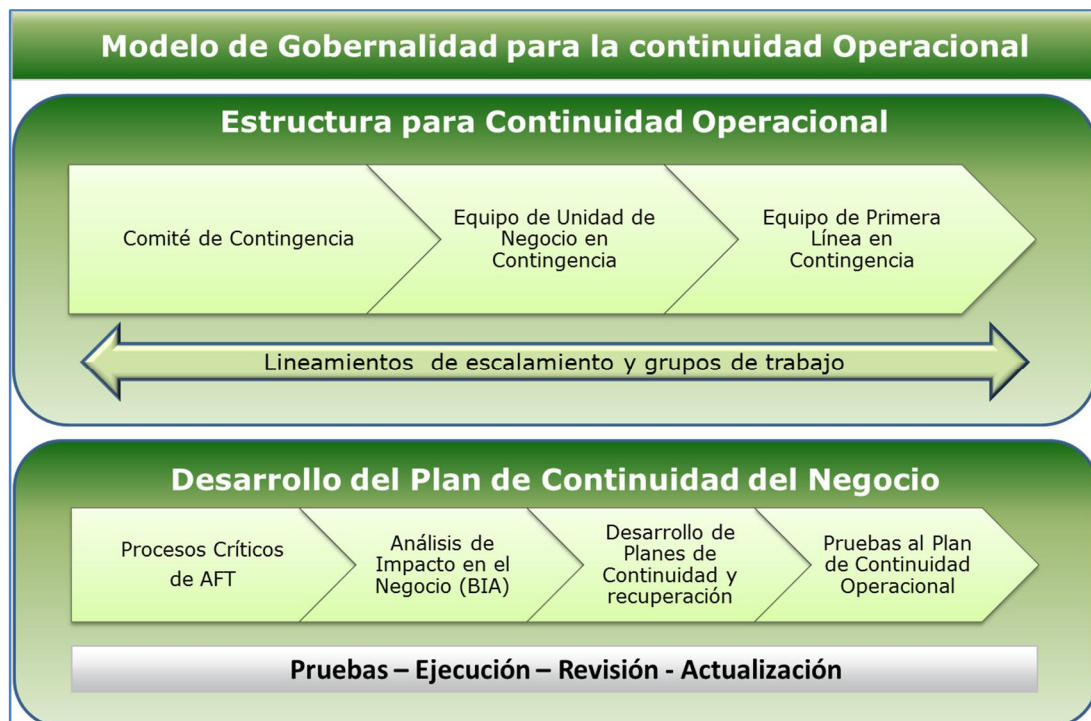 Modelo de Gobernalidad para la continuidad Operacional
Estructura para Continuidad Operacional
Comité de Contingencia
Equipo de Unidad de
Negocio en
Contingencia
Equipo de Primera
Línea en
Contingencia
Lineamientos de escalamiento y grupos de trabajo
Desarrollo del Plan de Continuidad del Negocio
Procesos Críticos
de AFT
Análisis de
Impacto en el
Negocio (BIA)
Desarrollo de
Planes de
Continuidad y
recuperación
Pruebas al Plan
de Continuidad
Operacional
Pruebas – Ejecución – Revisión - Actualización